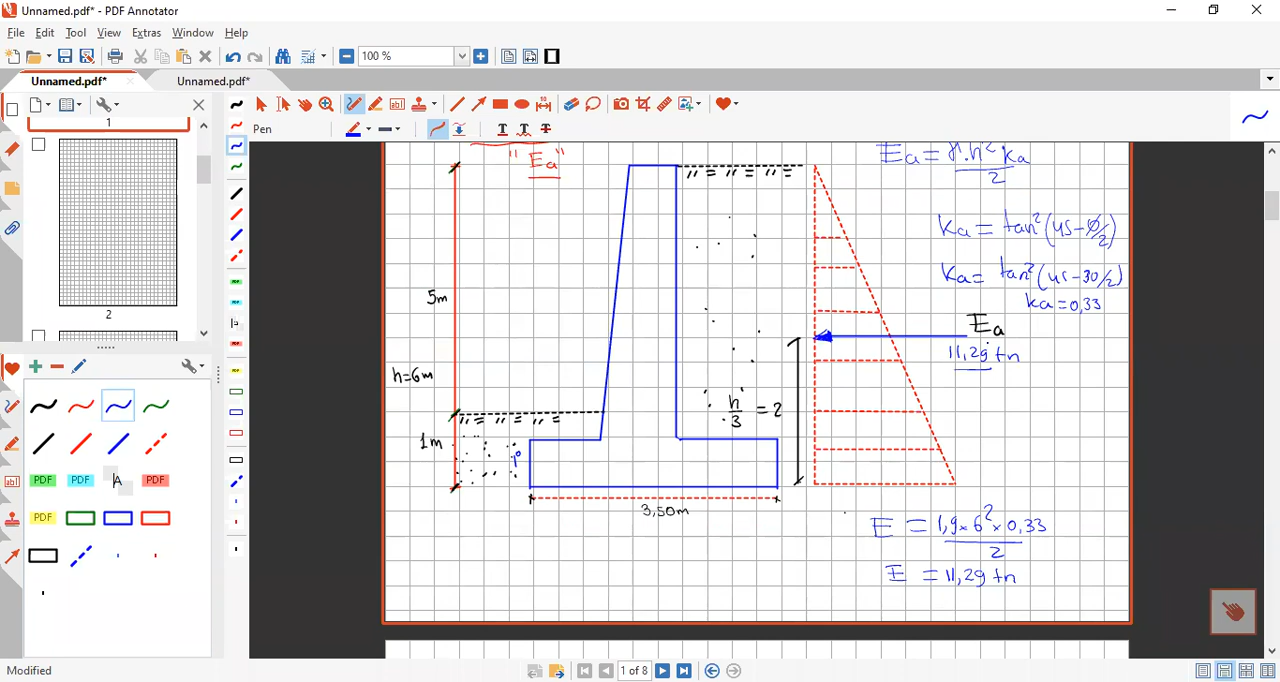 Unnamed.pdf* - PDF Annotator
File Edit Tool View Extras Window Help
100 %
Unnamed.pdf* Unnamed.pdf*
Pen
1
2
PDF PDF A PDF
PDF
"Ea"
5m
h=6m
1m
3,50m
h/3 = 2
Ea = γ.h² ka / 2
ka = tan² (45-Ø/2)
ka = tan² (45-30/2)
ka = 0,33
Ea
11,29 tn
E = 1,9 x 6² x 0,33 / 2
E = 11,29 tn
Modified
1 of 8